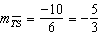 m_{\overline{TS}} = \frac{-10}{6} = -\frac{5}{3}